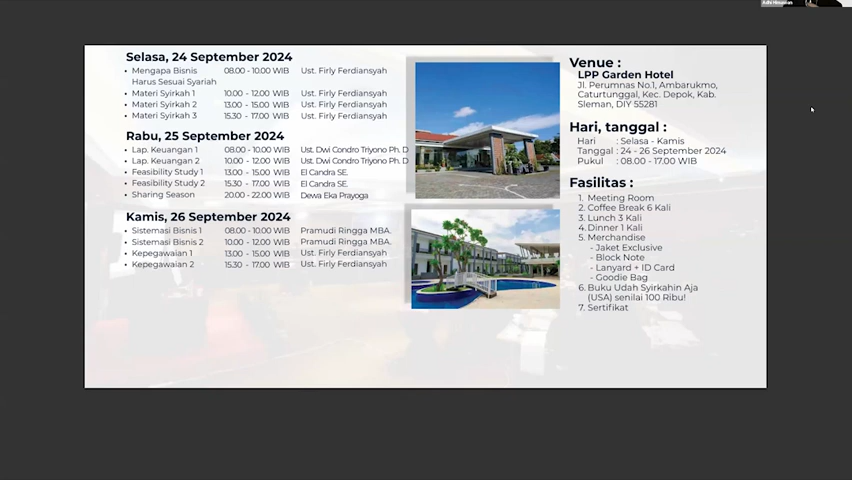 Adhi Hinusian
Selasa, 24 September 2024
• Mengapa Bisnis 08.00 - 10.00 WIB Ust. Firly Ferdiansyah
Harus Sesuai Syariah
• Materi Syirkah 1 10.00 - 12.00 WIB Ust. Firly Ferdiansyah
• Materi Syirkah 2 13.00 - 15.00 WIB Ust. Firly Ferdiansyah
• Materi Syirkah 3 15.30 - 17.00 WIB Ust. Firly Ferdiansyah
Rabu, 25 September 2024
• Lap. Keuangan 1 08.00 - 10.00 WIB Ust. Dwi Condro Triyono Ph. D
• Lap. Keuangan 2 10.00 - 12.00 WIB Ust. Dwi Condro Triyono Ph. D
• Feasibility Study 1 13.00 - 15.00 WIB El Candra SE.
• Feasibility Study 2 15.30 - 17.00 WIB El Candra SE.
• Sharing Season 20.00 - 22.00 WIB Dewa Eka Prayoga
Kamis, 26 September 2024
• Sistemasi Bisnis 1 08.00 - 10.00 WIB Pramudi Ringga MBA.
• Sistemasi Bisnis 2 10.00 - 12.00 WIB Pramudi Ringga MBA.
• Kepegawaian 1 13.00 - 15.00 WIB Ust. Firly Ferdiansyah
• Kepegawaian 2 15.30 - 17.00 WIB Ust. Firly Ferdiansyah
Venue :
LPP Garden Hotel
Jl. Perumnas No.1, Ambarukmo,
Caturtunggal, Kec. Depok, Kab.
Sleman, DIY 55281
Hari, tanggal :
Hari : Selasa - Kamis
Tanggal : 24 - 26 September 2024
Pukul : 08.00 - 17.00 WIB
Fasilitas :
1. Meeting Room
2. Coffee Break 6 Kali
3. Lunch 3 Kali
4. Dinner 1 Kali
5. Merchandise
- Jaket Exclusive
- Block Note
- Lanyard + ID Card
- Goodie Bag
6. Buku Udah Syirkahin Aja
(USA) senilai 100 Ribu!
7. Sertifikat